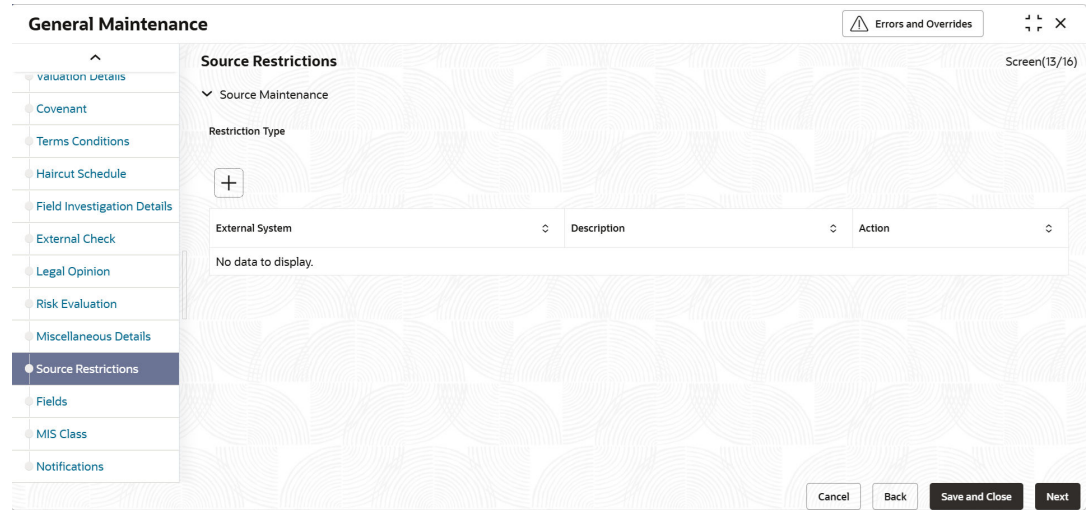 General Maintenance
Errors and Overrides
Valuation Details
Covenant
Terms Conditions
Haircut Schedule
Field Investigation Details
External Check
Legal Opinion
Risk Evaluation
Miscellaneous Details
Source Restrictions
Fields
MIS Class
Notifications
Source Restrictions
Screen(13/16)
Source Maintenance
Restriction Type
External System Description Action
No data to display.
Cancel Back Save and Close Next